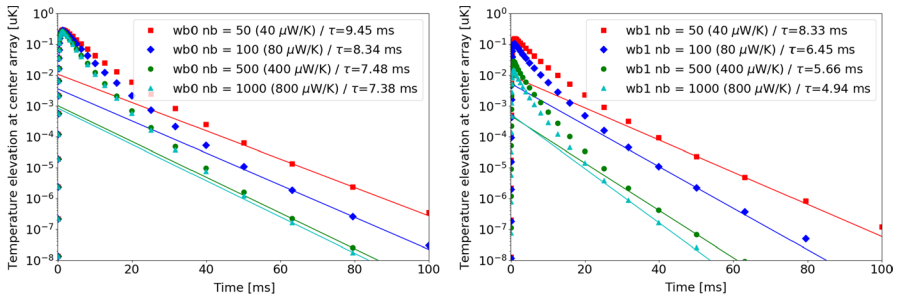 Temperature elevation at center array [uK]
10⁰
10⁻¹
10⁻²
10⁻³
10⁻⁴
10⁻⁵
10⁻⁶
10⁻⁷
10⁻⁸
wb0 nb = 50 (40 μW/K) / τ=9.45 ms
wb0 nb = 100 (80 μW/K) / τ=8.34 ms
wb0 nb = 500 (400 μW/K) / τ=7.48 ms
wb0 nb = 1000 (800 μW/K) / τ=7.38 ms
0 20 40 60 80 100
Time [ms]
Temperature elevation at center array [uK]
10⁰
10⁻¹
10⁻²
10⁻³
10⁻⁴
10⁻⁵
10⁻⁶
10⁻⁷
10⁻⁸
wb1 nb = 50 (40 μW/K) / τ=8.33 ms
wb1 nb = 100 (80 μW/K) / τ=6.45 ms
wb1 nb = 500 (400 μW/K) / τ=5.66 ms
wb1 nb = 1000 (800 μW/K) / τ=4.94 ms
0 20 40 60 80 100
Time [ms]